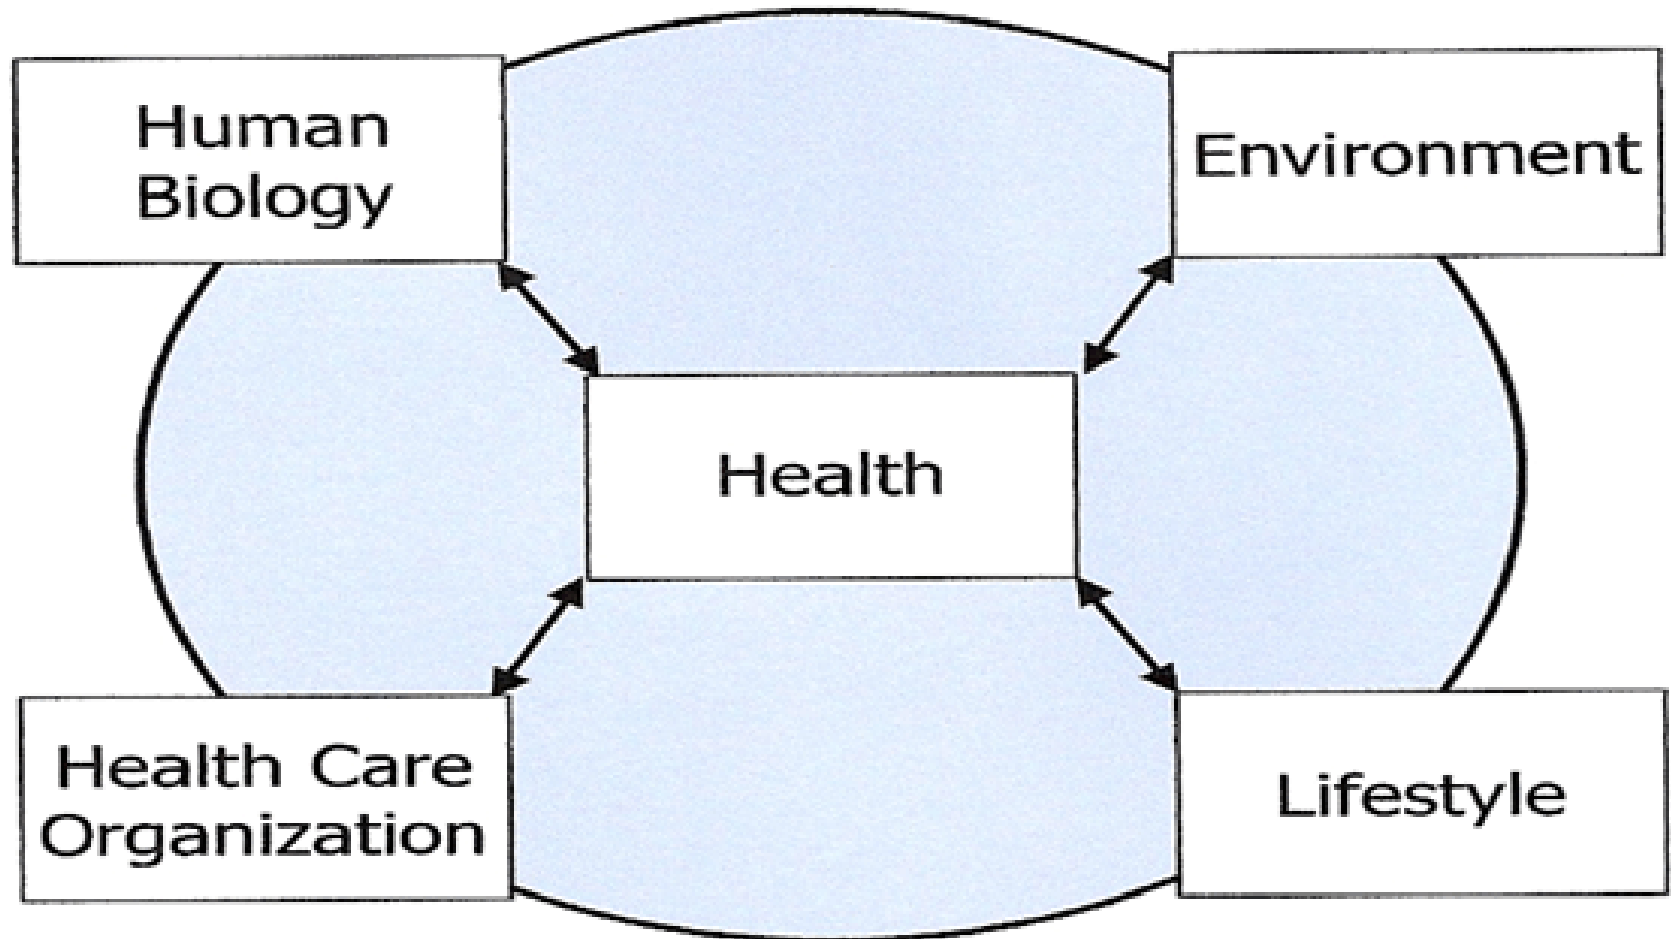 Human
Biology
Environment
Health
Health Care
Organization
Lifestyle